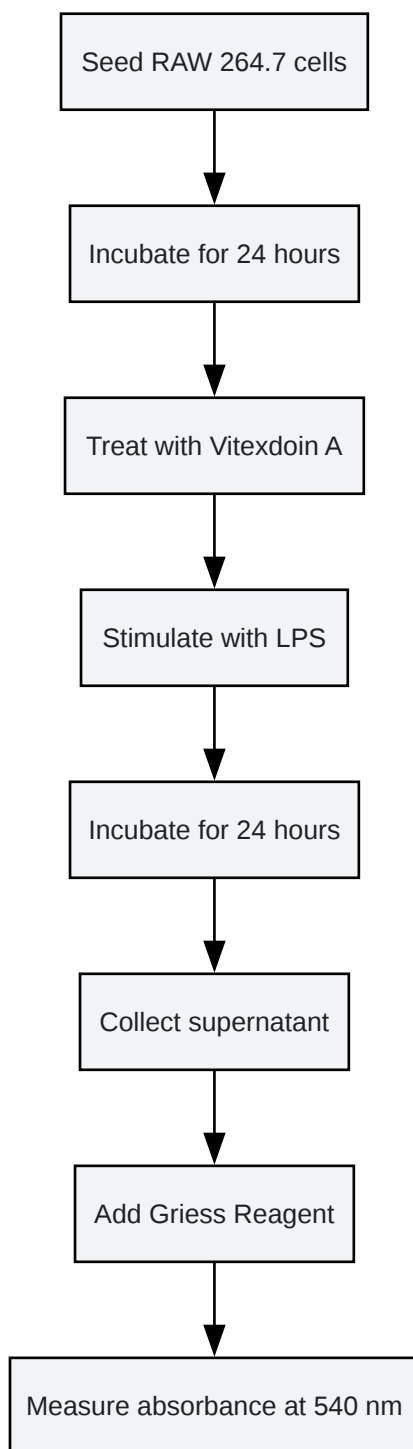 Seed RAW 264.7 cells
Incubate for 24 hours
Treat with Vitexdoin A
Stimulate with LPS
Incubate for 24 hours
Collect supernatant
Add Griess Reagent
Measure absorbance at 540 nm